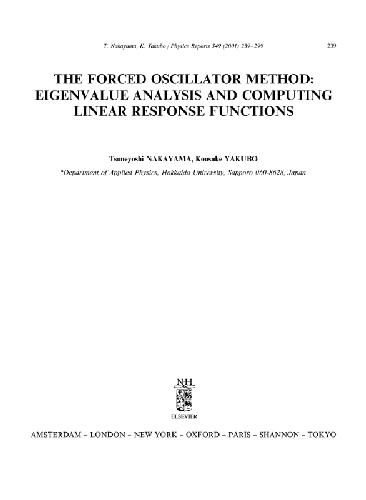 T. Nakayama, K. Yakubo / Physics Reports 349 (2001) 239–299
239
THE FORCED OSCILLATOR METHOD:
EIGENVALUE ANALYSIS AND COMPUTING
LINEAR RESPONSE FUNCTIONS
Tsuneyoshi NAKAYAMA, Kousuke YAKUBO
Department of Applied Physics, Hokkaido University, Sapporo 060-8628, Japan
NH
ELSEVIER
AMSTERDAM – LONDON – NEW YORK – OXFORD – PARIS – SHANNON – TOKYO